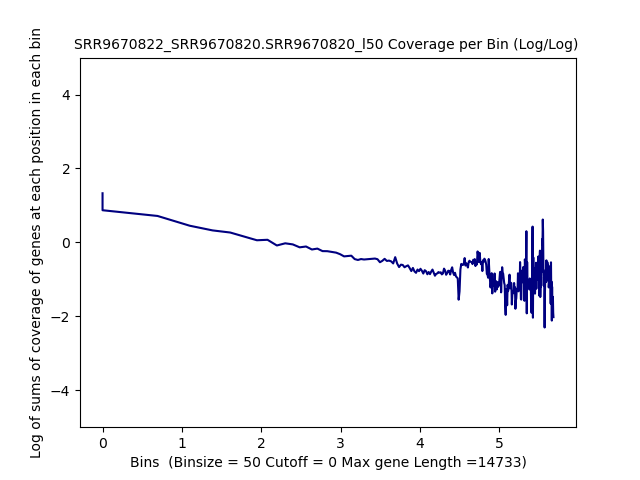 SRR9670822_SRR9670820.SRR9670820_l50 Coverage per Bin (Log/Log)
Log of sums of coverage of genes at each position in each bin
4
2
0
−2
−4
0 1 2 3 4 5
Bins  (Binsize = 50 Cutoff = 0 Max gene Length =14733)